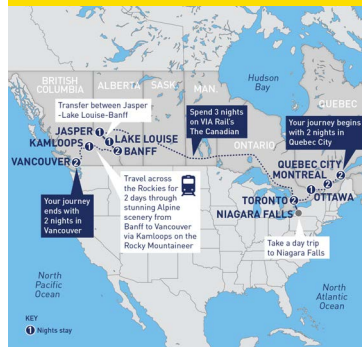 Hudson
Bay
BRITISH
COLUMBIA
ALBERTA
SASK.
MAN.
QUEBEC
ONTARIO
Transfer between Jasper
-Lake Louise-Banff
Spend 3 nights
on VIA Rail's
The Canadian
Your journey begins
with 2 nights in
Quebec City
JASPER 1
KAMLOOPS 1
1 LAKE LOUISE
2 BANFF
VANCOUVER 2
QUEBEC CITY 2
MONTREAL 2
1 OTTAWA
TORONTO 2
NIAGARA FALLS
Your journey
ends with
2 nights in
Vancouver
Travel across
the Rockies for
2 days through
stunning Alpine
scenery from
Banff to Vancouver
via Kamloops on the
Rocky Mountaineer
Take a day trip
to Niagara Falls
North
Pacific
Ocean
North
Atlantic
Ocean
KEY
1 Nights stay